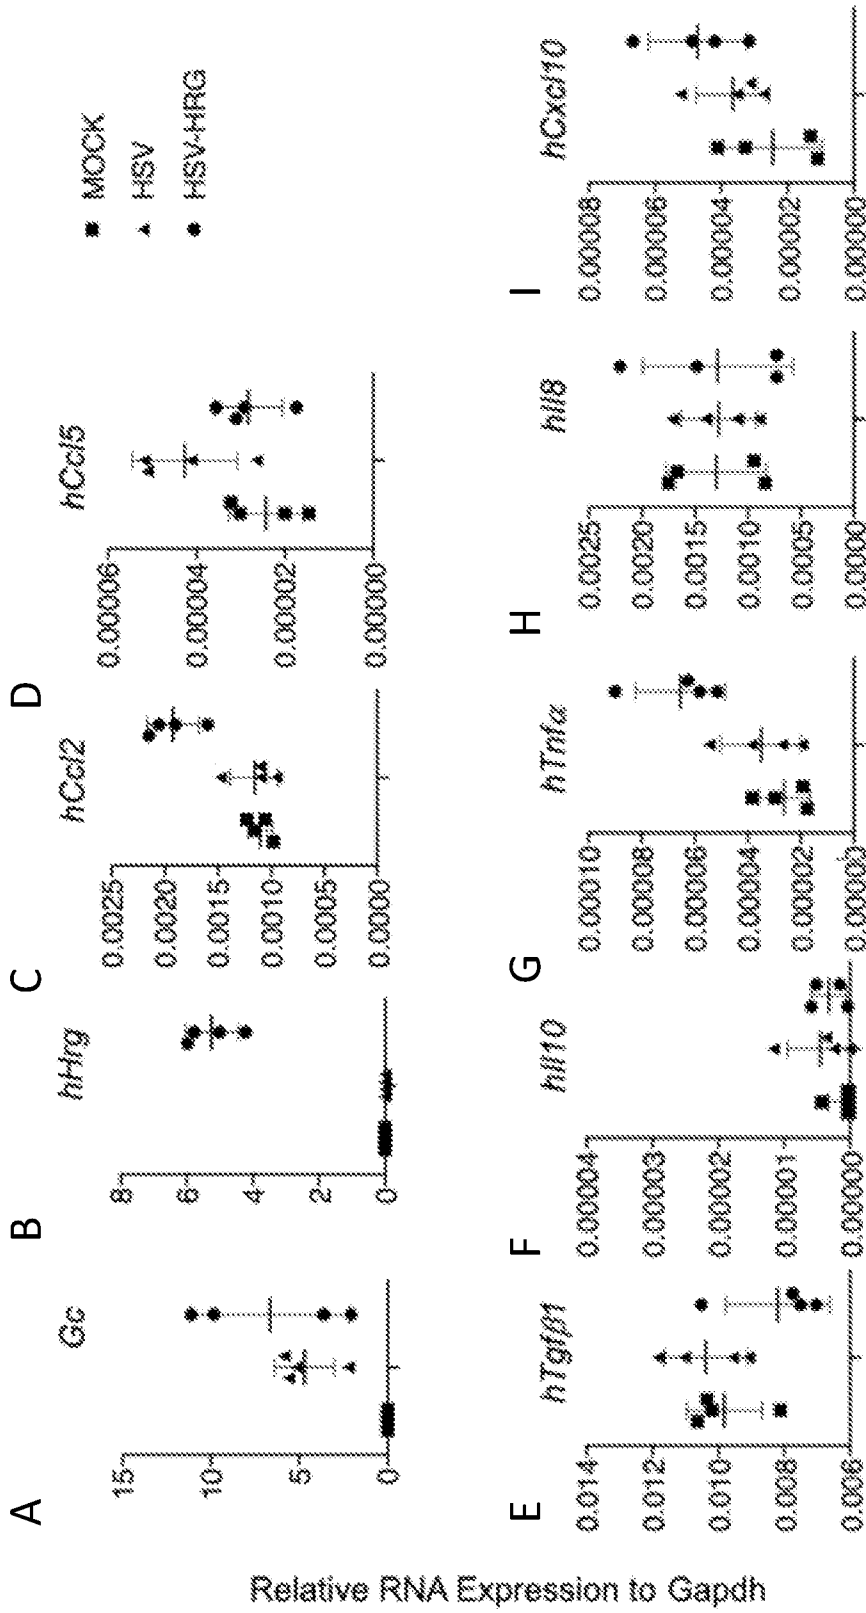 Relative RNA Expression to Gapdh
A
Gc
15
10
5
0
B
hHrg
8
6
4
2
0
C
hCcl2
0.0025
0.0020
0.0015
0.0010
0.0005
0.0000
D
hCcl5
0.00006
0.00004
0.00002
0.00000
MOCK
HSV
HSV-HRG
E
hTgfβ1
0.014
0.012
0.010
0.008
0.006
F
hIl10
0.00004
0.00003
0.00002
0.00001
0.00000
G
hTnfα
0.00010
0.00008
0.00006
0.00004
0.00002
0.00000
H
hIl8
0.0025
0.0020
0.0015
0.0010
0.0005
0.0000
I
hCxcl10
0.00008
0.00006
0.00004
0.00002
0.00000